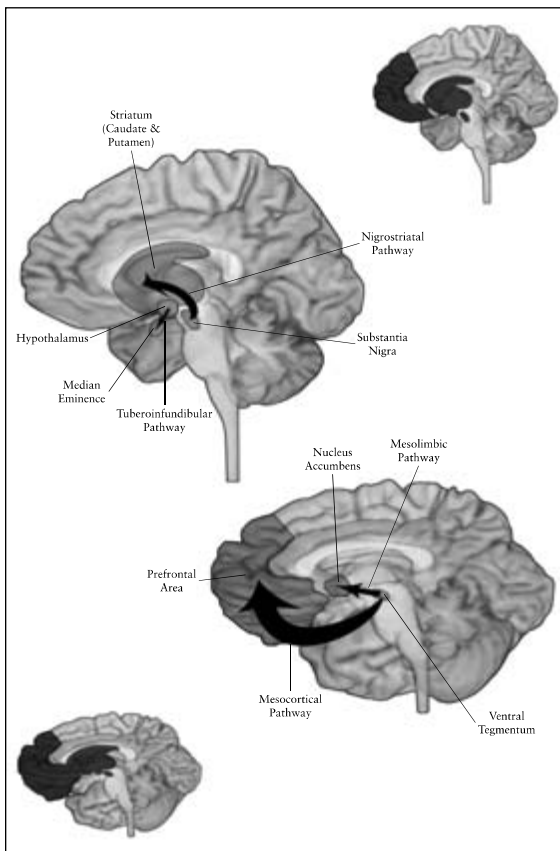 Striatum
(Caudate &
Putamen)
Nigrostriatal
Pathway
Hypothalamus
Substantia
Nigra
Median
Eminence
Tuberoinfundibular
Pathway
Nucleus
Accumbens
Mesolimbic
Pathway
Prefrontal
Area
Mesocortical
Pathway
Ventral
Tegmentum